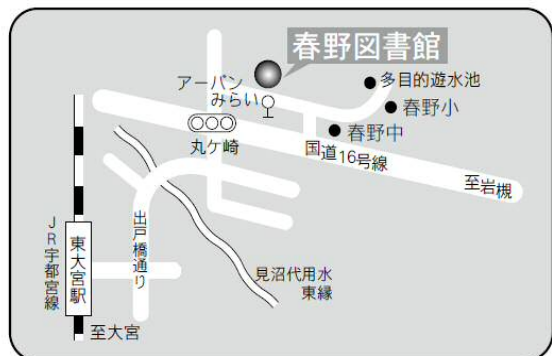 春野図書館
アーバン
みらい
多目的遊水池
春野小
春野中
丸ケ崎
国道16号線
至岩槻
出戸橋通り
JR宇都宮線
東大宮駅
見沼代用水
東縁
至大宮